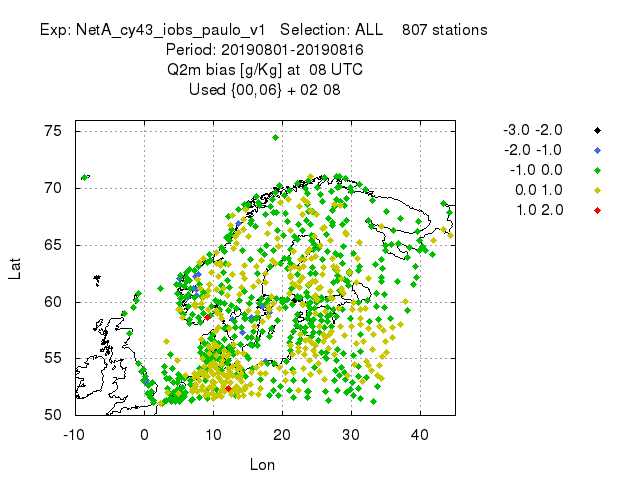 Exp: NetA_cy43_iobs_paulo_v1 Selection: ALL 807 stations
Period: 20190801-20190816
Q2m bias [g/Kg] at 08 UTC
Used {00,06} + 02 08
75
70
65
60
55
50
-10 0 10 20 30 40
Lat
Lon
-3.0 -2.0
-2.0 -1.0
-1.0 0.0
0.0 1.0
1.0 2.0